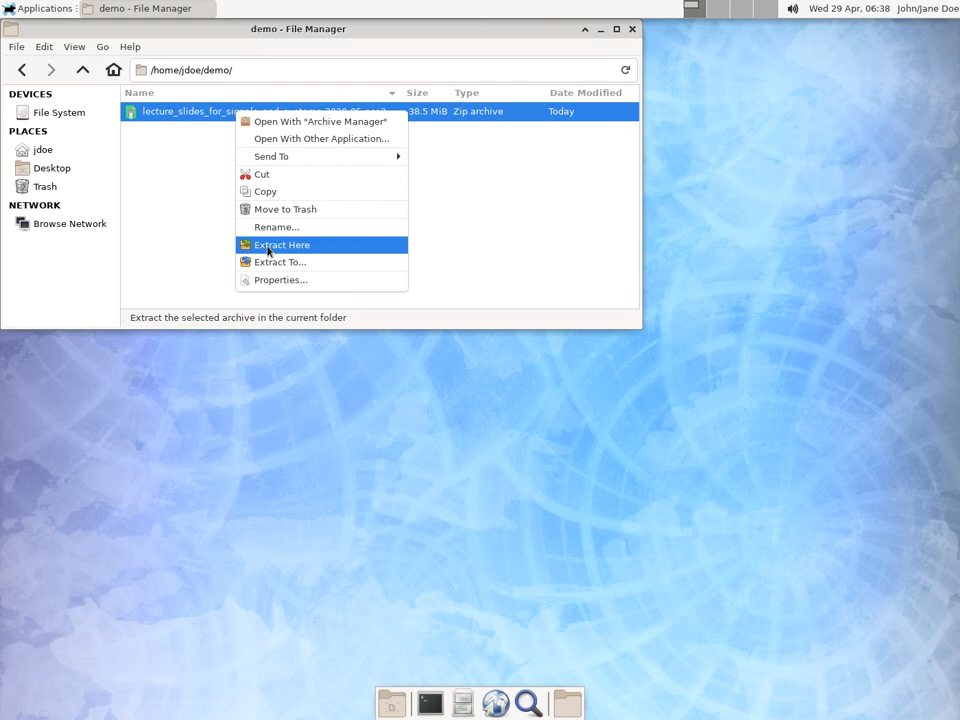 Applications
demo - File Manager
Wed 29 Apr, 06:38
John/Jane Doe
demo - File Manager
File Edit View Go Help
/home/jdoe/demo/
DEVICES
File System
PLACES
jdoe
Desktop
Trash
NETWORK
Browse Network
Name Size Type Date Modified
38.5 MiB Zip archive Today
Open With "Archive Manager"
Open With Other Application...
Send To
Cut
Copy
Move to Trash
Rename...
Extract Here
Extract To...
Properties...
Extract the selected archive in the current folder